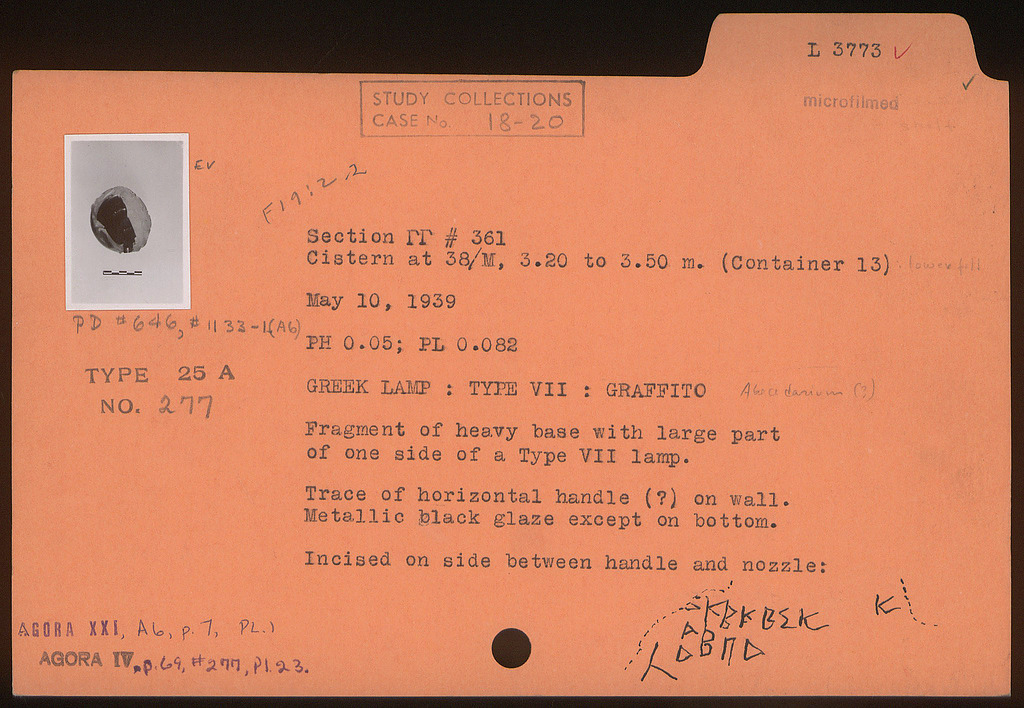 L 3773 ✓
✓
microfilmed
STUDY COLLECTIONS
CASE No. 18-20
EV
F19:2.2
Section ΓΓ # 361
Cistern at 38/M, 3.20 to 3.50 m. (Container 13). lower fill
May 10, 1939
PD #646, #1133-1(A6)
PH 0.05; PL 0.082
TYPE 25 A
NO. 277
GREEK LAMP : TYPE VII : GRAFFITO Abecedarium (?)
Fragment of heavy base with large part
of one side of a Type VII lamp.
Trace of horizontal handle (?) on wall.
Metallic black glaze except on bottom.
Incised on side between handle and nozzle:
K
AGORA XXI, A6, p. 7, PL.1
AGORA IV, p.69, #277, Pl.23.